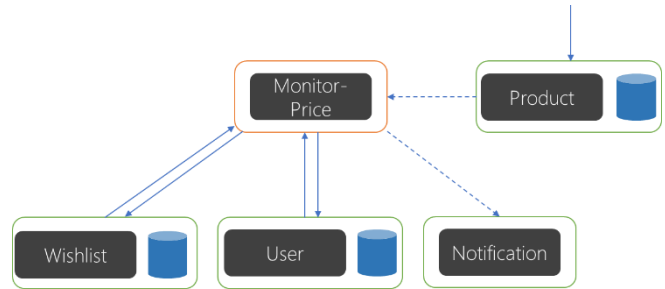 Monitor-
Price
Product
Wishlist
User
Notification